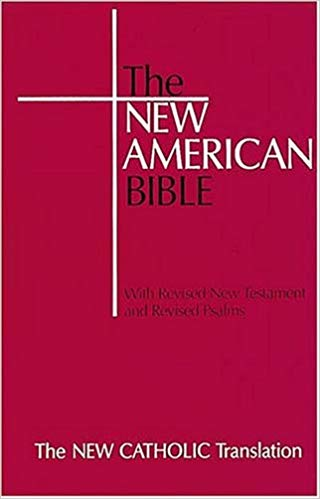 The
NEW
AMERICAN
BIBLE
With Revised New Testament
and Revised Psalms
The NEW CATHOLIC Translation